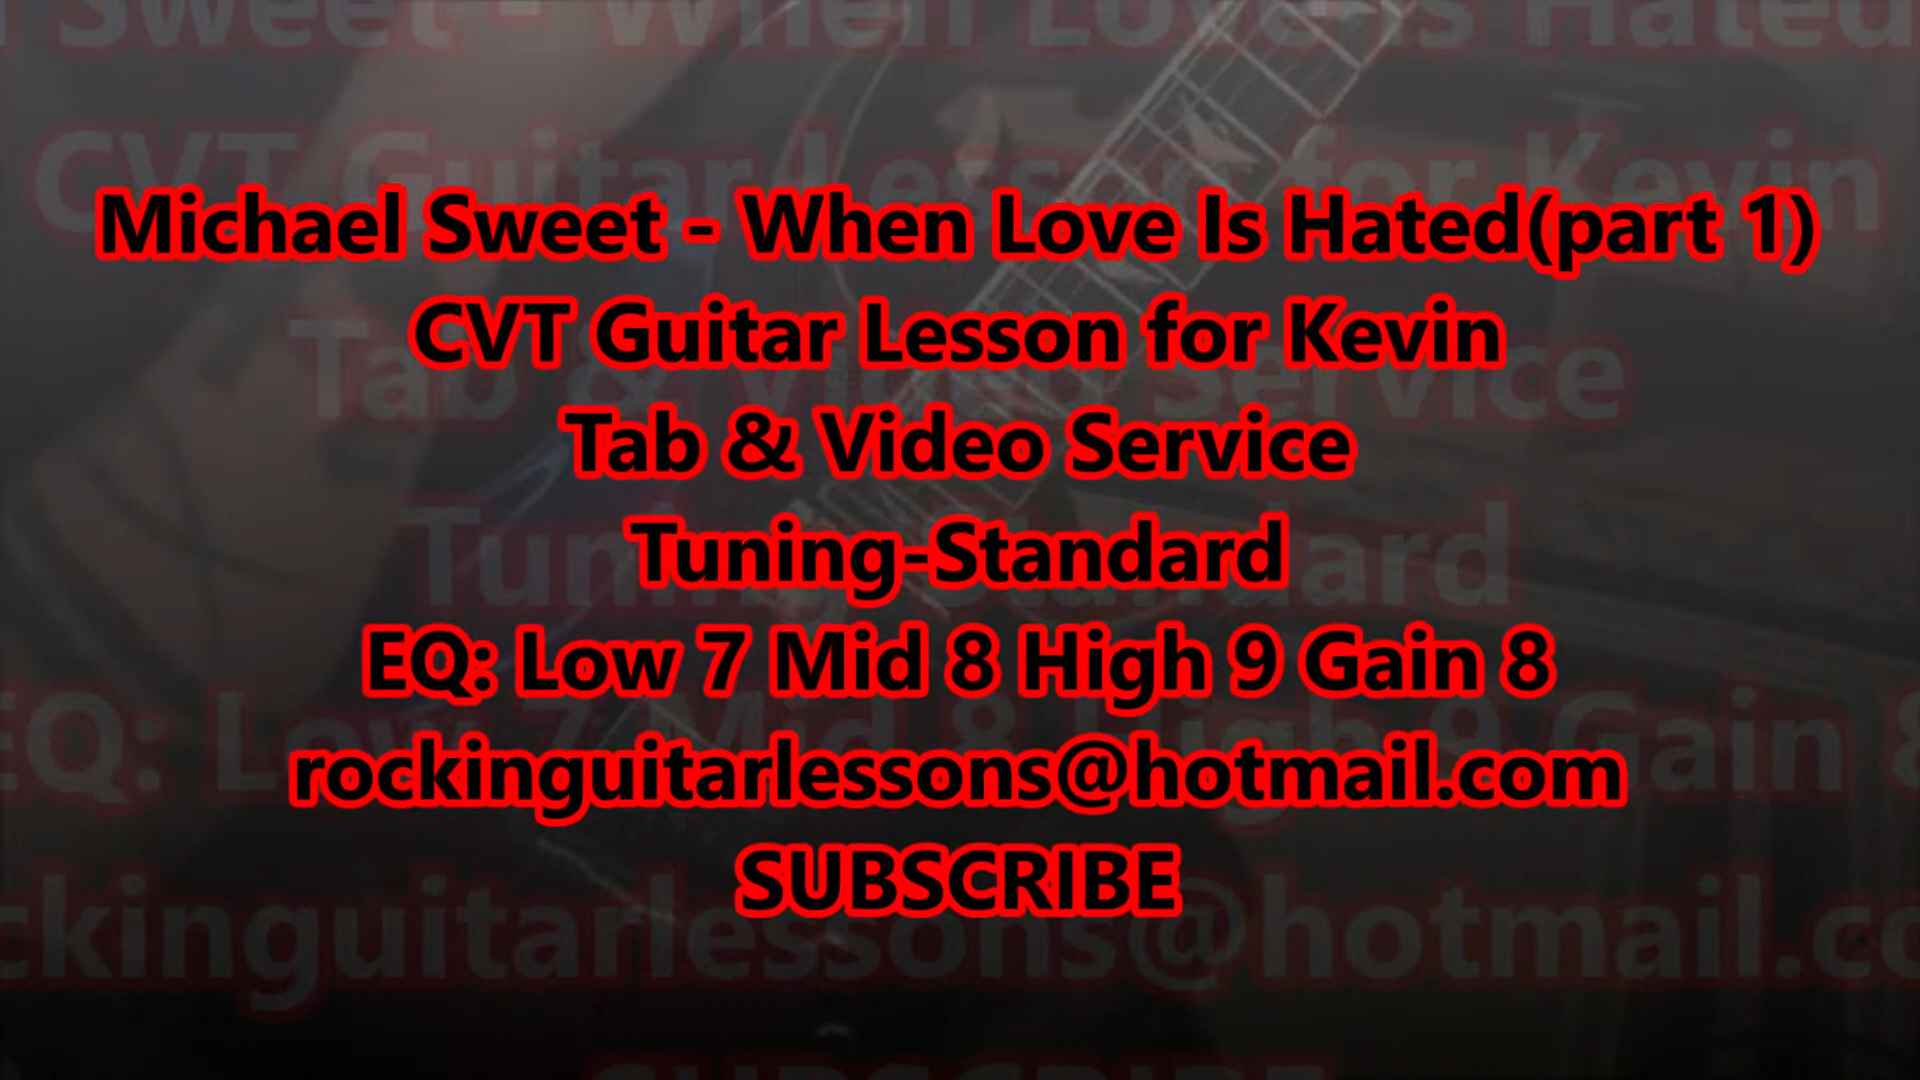 Michael Sweet - When Love Is Hated(part 1)
CVT Guitar Lesson for Kevin
Tab & Video Service
Tuning-Standard
EQ: Low 7 Mid 8 High 9 Gain 8
rockinguitarlessons@hotmail.com
SUBSCRIBE